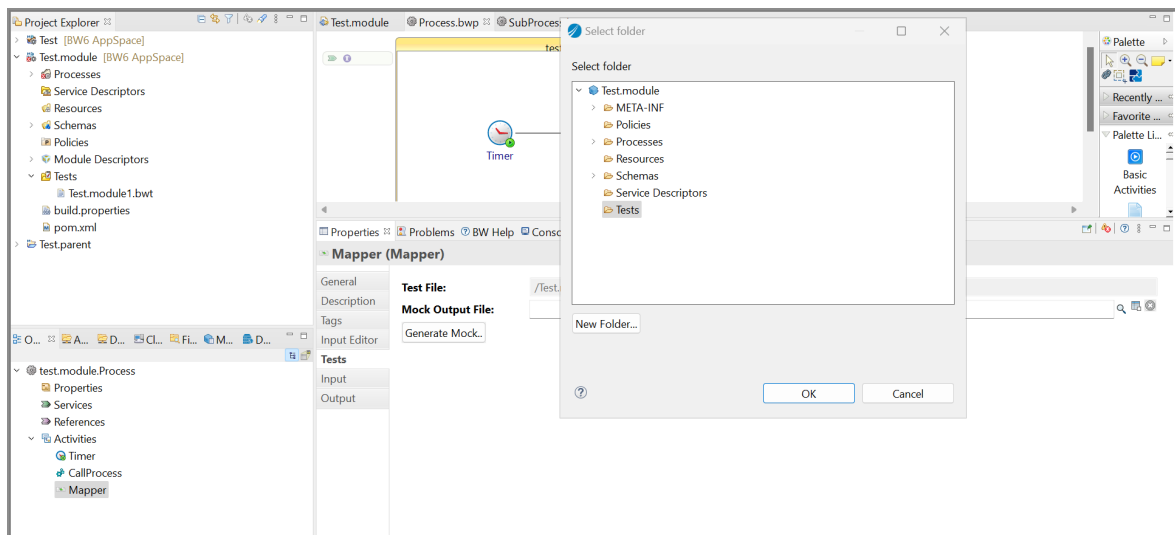 Project Explorer
Test [BW6 AppSpace]
Test.module [BW6 AppSpace]
Processes
Service Descriptors
Resources
Schemas
Policies
Module Descriptors
Tests
Test.module1.bwt
build.properties
pom.xml
Test.parent
O... A... D... Cl... Fi... M... D...
test.module.Process
Properties
Services
References
Activities
Timer
CallProcess
Mapper
Test.module Process.bwp SubProcess
tes
Timer
Properties Problems BW Help Consc
Mapper (Mapper)
General
Description
Tags
Input Editor
Tests
Input
Output
Test File: /Test.
Mock Output File:
Generate Mock..
Select folder
Select folder
Test.module
META-INF
Policies
Processes
Resources
Schemas
Service Descriptors
Tests
New Folder...
OK Cancel
Palette
Recently ...
Favorite ...
Palette Li...
Basic
Activities